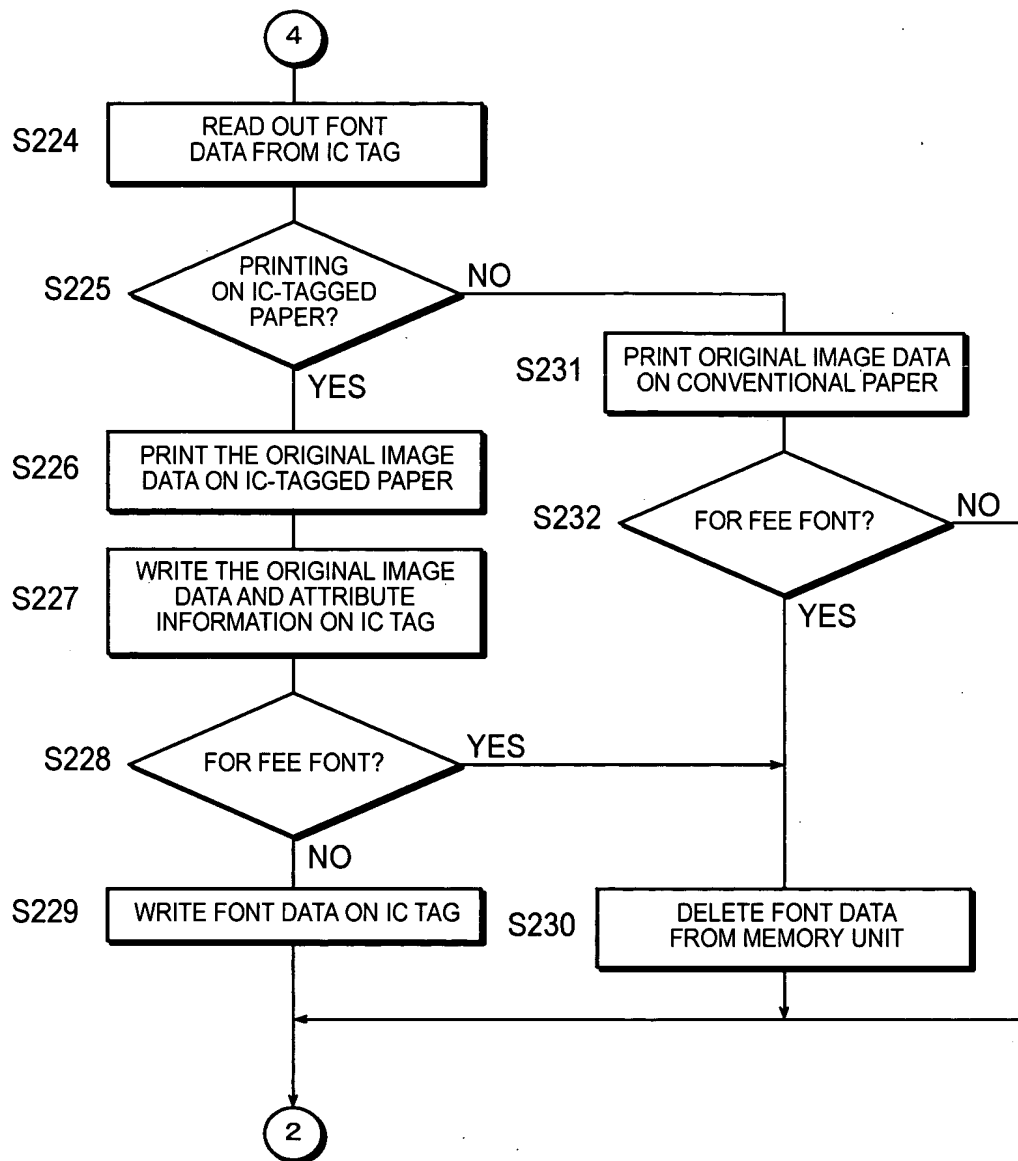 4
S224
READ OUT FONT
DATA FROM IC TAG
S225
PRINTING
ON IC-TAGGED
PAPER?
NO
YES
S231
PRINT ORIGINAL IMAGE DATA
ON CONVENTIONAL PAPER
S226
PRINT THE ORIGINAL IMAGE
DATA ON IC-TAGGED PAPER
S232
FOR FEE FONT?
NO
YES
S227
WRITE THE ORIGINAL IMAGE
DATA AND ATTRIBUTE
INFORMATION ON IC TAG
S228
FOR FEE FONT?
YES
NO
S229
WRITE FONT DATA ON IC TAG
S230
DELETE FONT DATA
FROM MEMORY UNIT
2